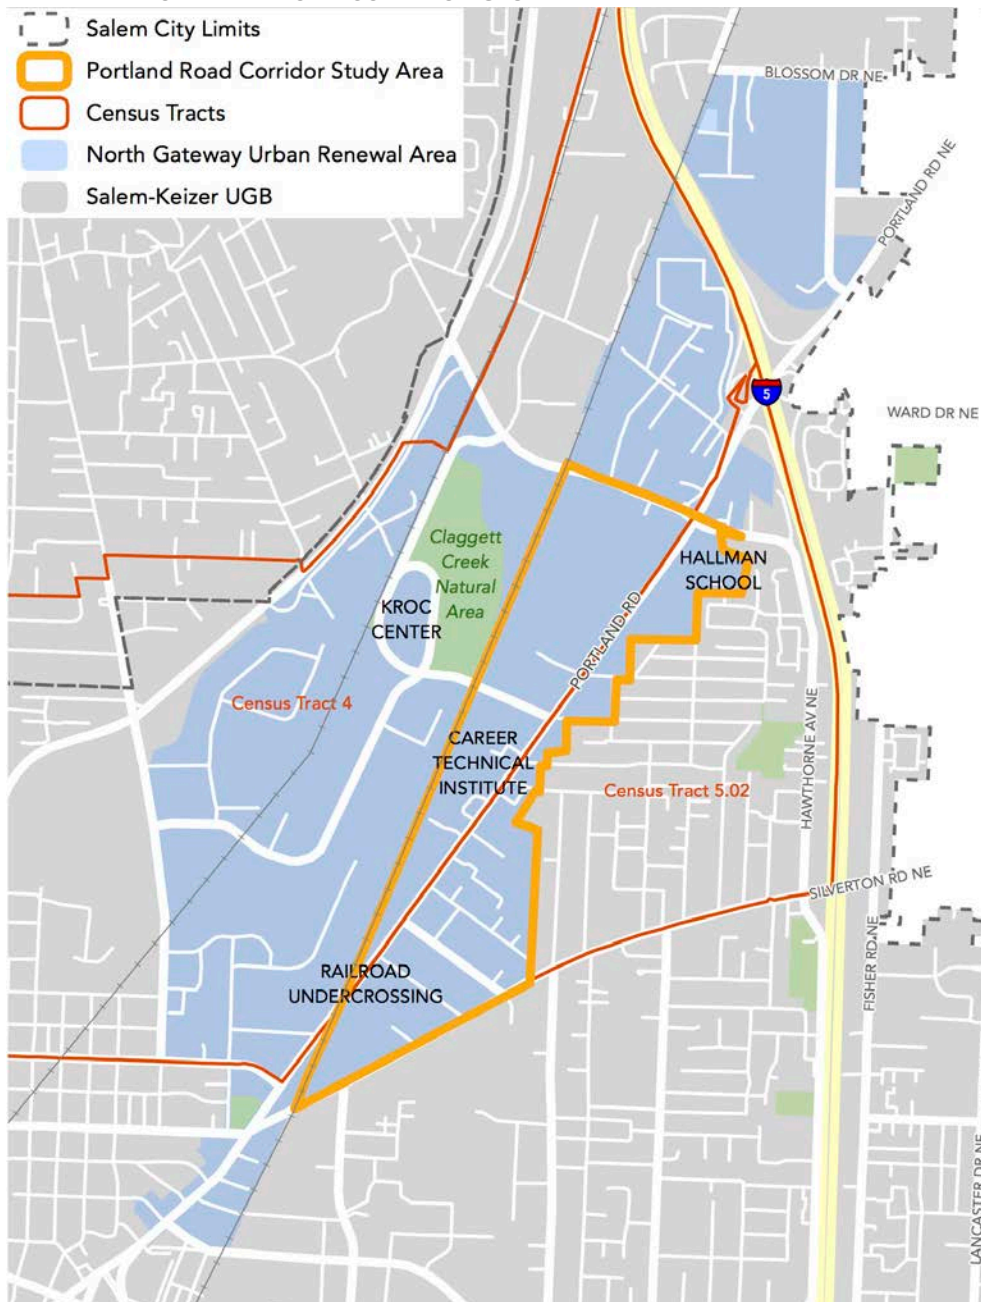 Salem City Limits
Portland Road Corridor Study Area
Census Tracts
North Gateway Urban Renewal Area
Salem-Keizer UGB
BLOSSOM DR NE
PORTLAND RD NE
5
WARD DR NE
Claggett
Creek
Natural
Area
HALLMAN
SCHOOL
KROC
CENTER
PORTLAND RD
Census Tract 4
CAREER
TECHNICAL
INSTITUTE
Census Tract 5.02
HAWTHORNE AV NE
SILVERTON RD NE
FISHER RD NE
RAILROAD
UNDERCROSSING
LANCASTER DR NE